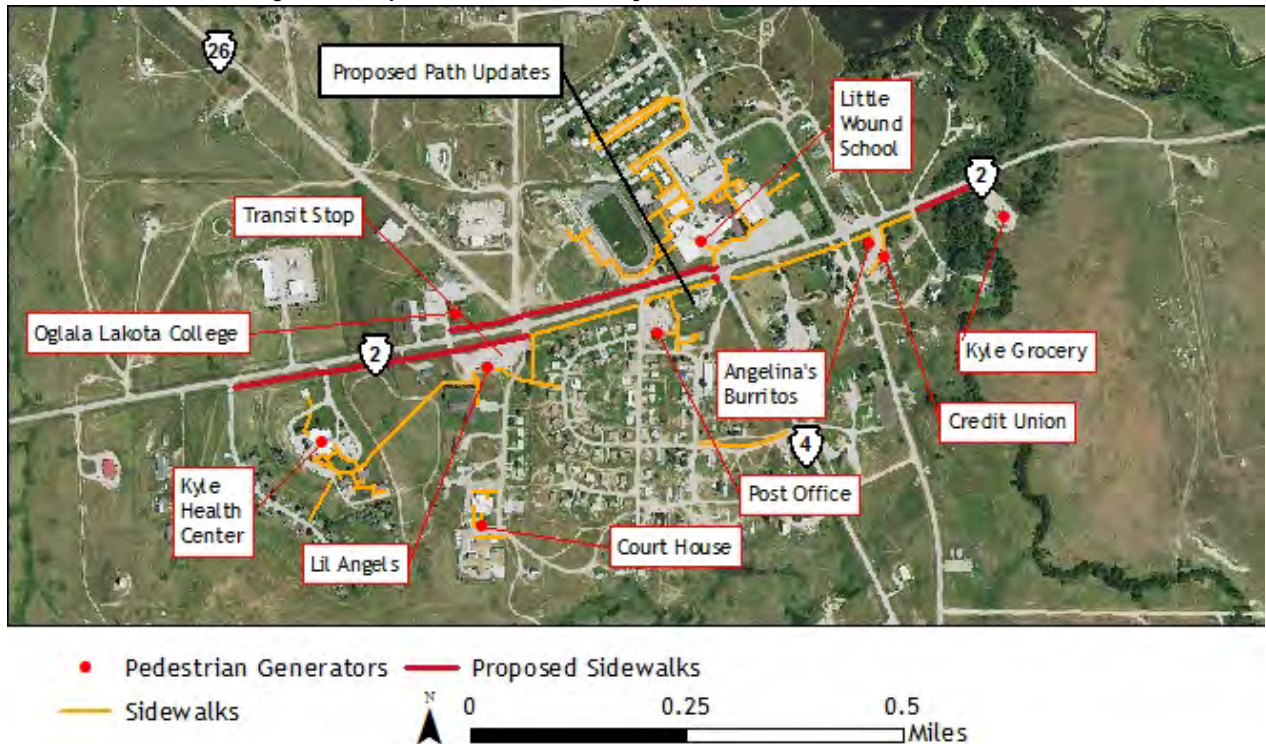 26
Proposed Path Updates
Little
Wound
School
2
Transit Stop
Oglala Lakota College
2
Kyle Grocery
Angelina's
Burritos
Credit Union
4
Kyle
Health
Center
Post Office
Lil Angels
Court House
Pedestrian Generators
Proposed Sidewalks
Sidewalks
N
0
0.25
0.5
Miles